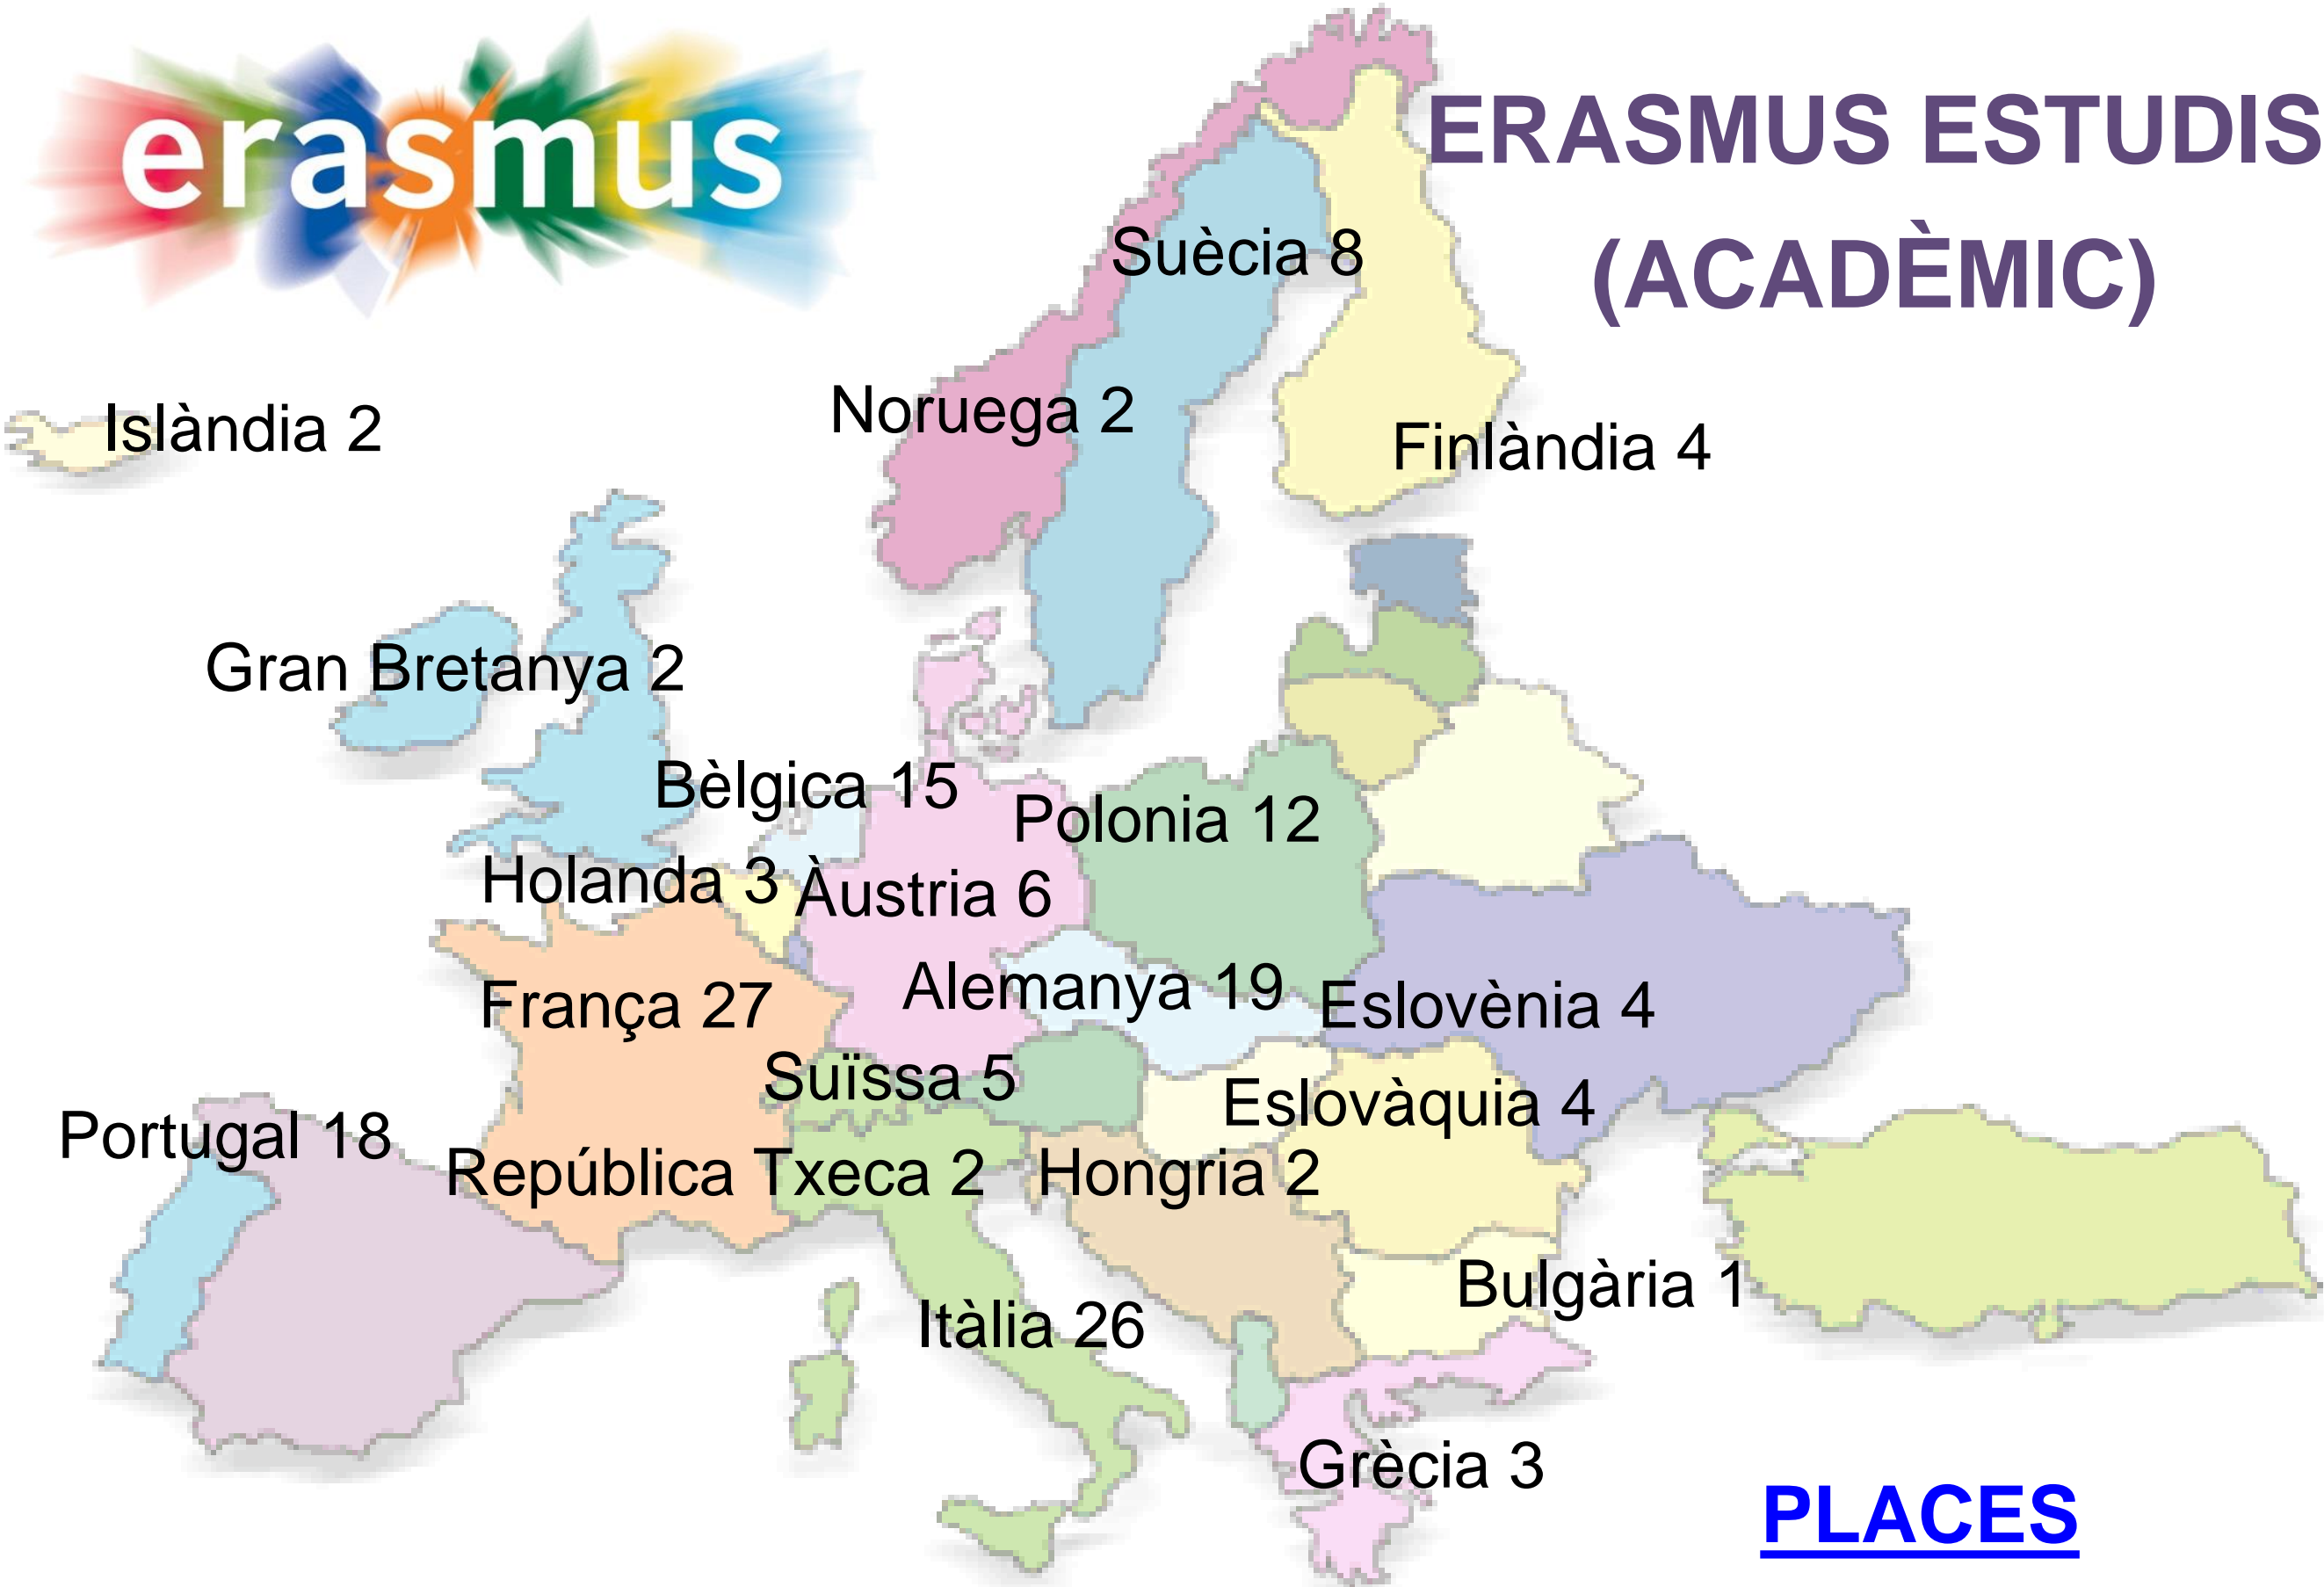 erasmus
ERASMUS ESTUDIS
(ACADÈMIC)
Suècia 8
Noruega 2
Islàndia 2
Finlàndia 4
Gran Bretanya 2
Bèlgica 15
Polonia 12
Holanda 3
Àustria 6
Alemanya 19
França 27
Eslovènia 4
Suïssa 5
Eslovàquia 4
Portugal 18
República Txeca 2
Hongria 2
Bulgària 1
Itàlia 26
Grècia 3
PLACES